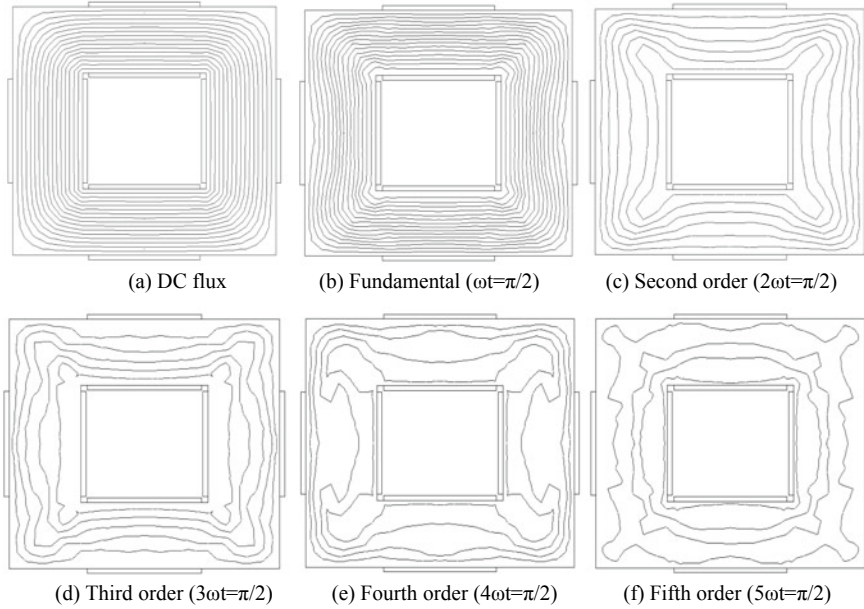 (a) DC flux
(b) Fundamental (ωt=π/2)
(c) Second order (2ωt=π/2)
(d) Third order (3ωt=π/2)
(e) Fourth order (4ωt=π/2)
(f) Fifth order (5ωt=π/2)